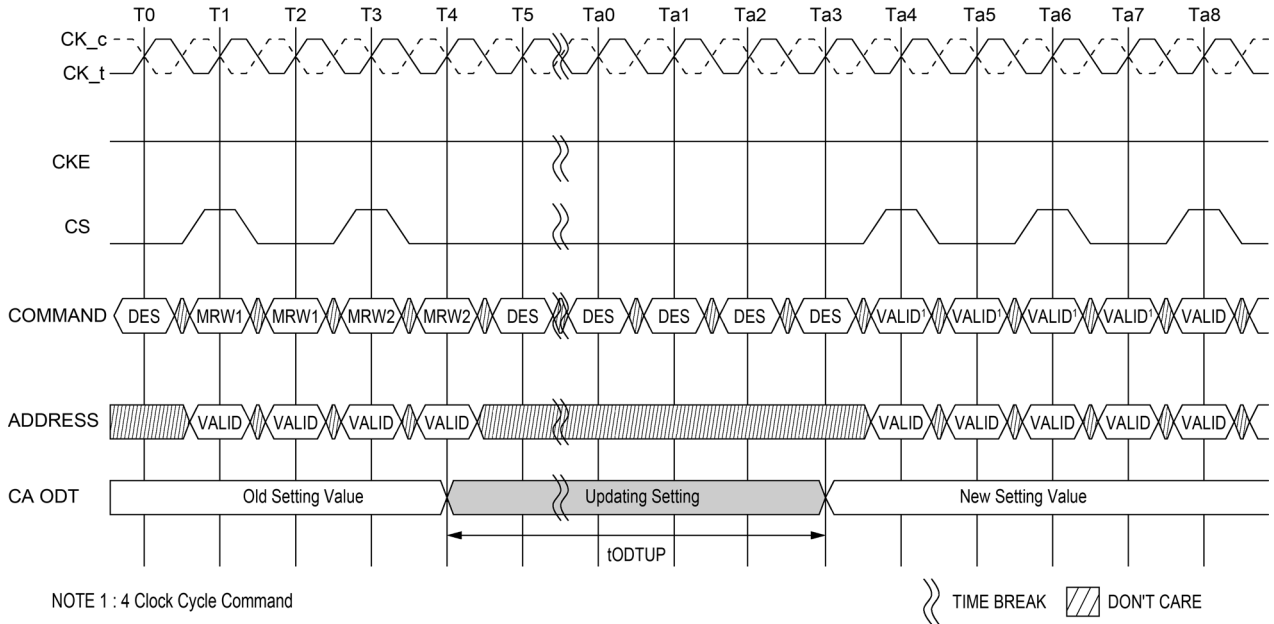 T0 T1 T2 T3 T4 T5 Ta0 Ta1 Ta2 Ta3 Ta4 Ta5 Ta6 Ta7 Ta8
CK_c
CK_t
CKE
CS
COMMAND DES MRW1 MRW1 MRW2 MRW2 DES DES DES DES DES VALID¹ VALID¹ VALID¹ VALID¹ VALID
ADDRESS VALID VALID VALID VALID VALID VALID VALID VALID VALID
CA ODT Old Setting Value Updating Setting New Setting Value
tODTUP
NOTE 1 : 4 Clock Cycle Command TIME BREAK DON'T CARE